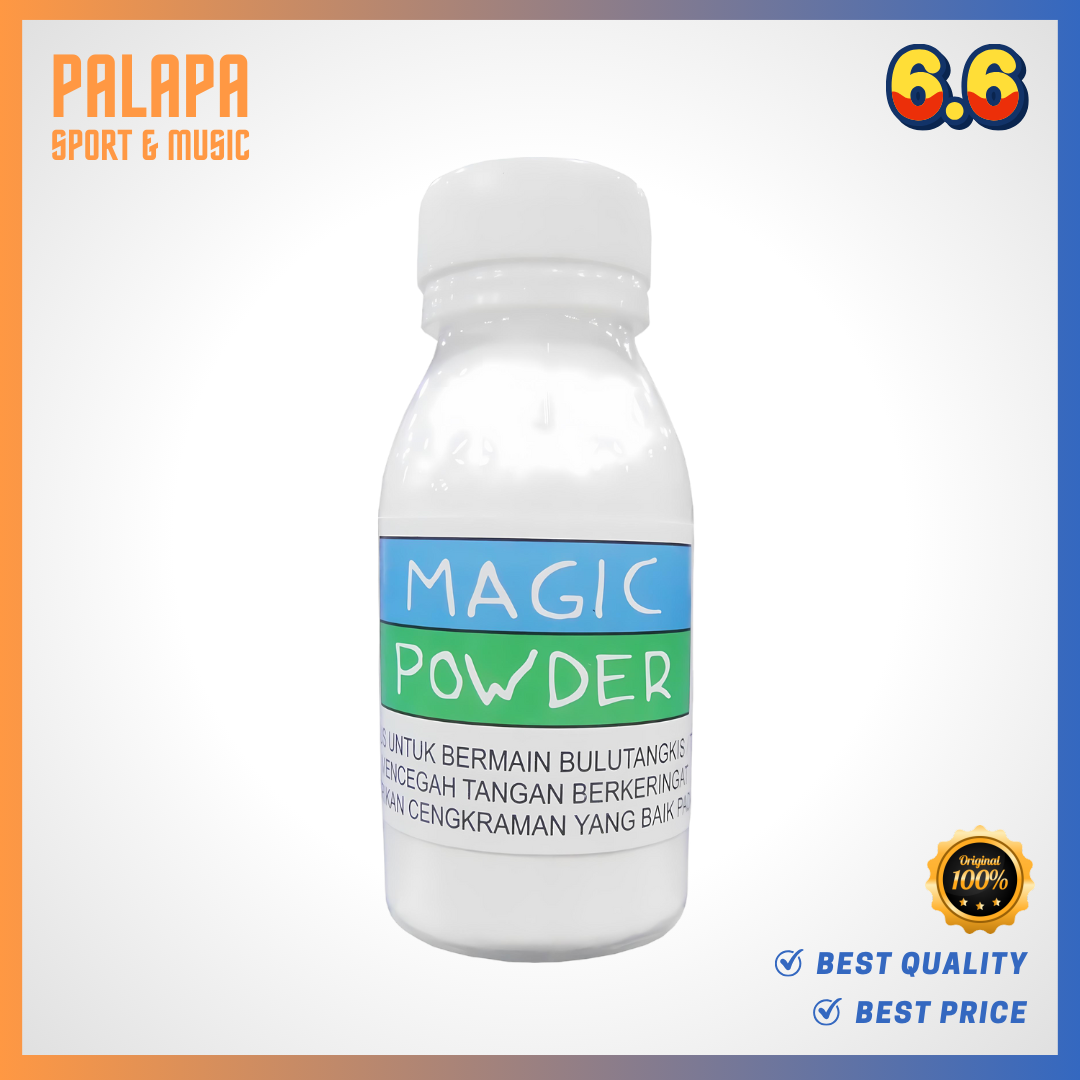 PALAPA
SPORT & MUSIC
6.6
MAGIC
POWDER
UNTUK BERMAIN BULUTANGKIS
MENCEGAH TANGAN BERKERINGAT
CENGKRAMAN YANG BAIK
Original
100%
BEST QUALITY
BEST PRICE